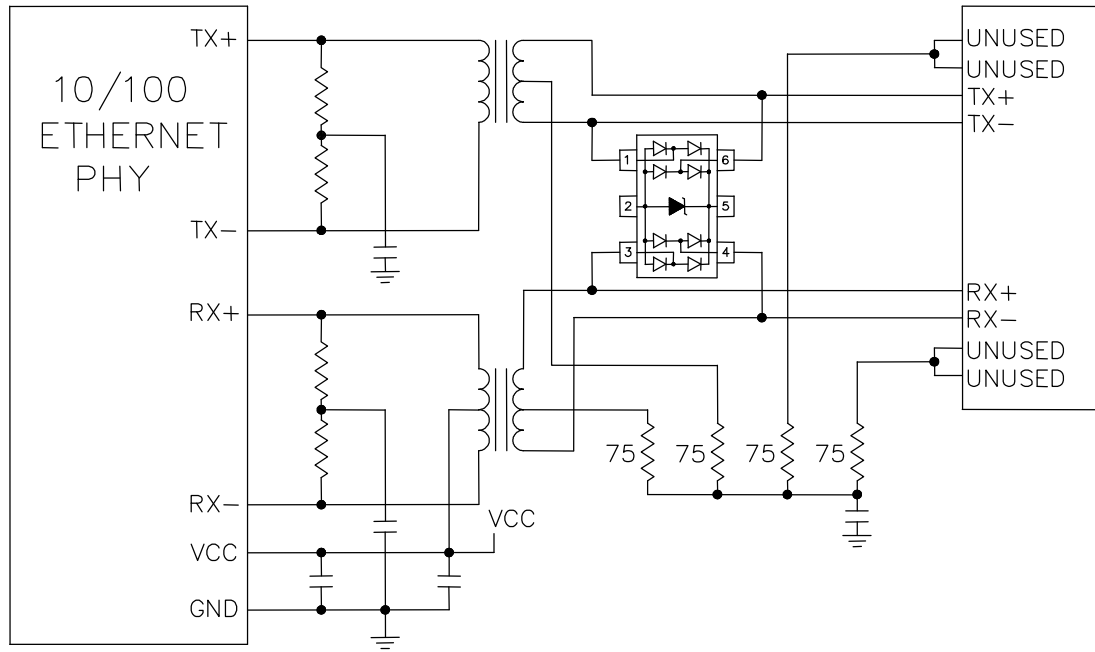 10/100
ETHERNET
PHY
TX+
TX-
RX+
RX-
VCC
GND
VCC
1
2
3
6
5
4
75
75
75
75
UNUSED
UNUSED
TX+
TX-
RX+
RX-
UNUSED
UNUSED